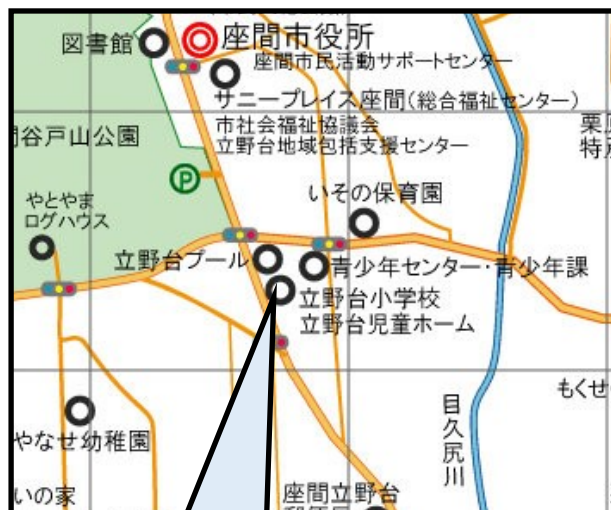 図書館
座間市役所
座間市民活動サポートセンター
サニープレイス座間(総合福祉センター)
市社会福祉協議会
立野台地域包括支援センター
栗原
特別
谷戸山公園
P
いその保育園
やとやま
ログハウス
立野台プール
青少年センター・青少年課
立野台小学校
立野台児童ホーム
もくせ
目久尻川
やなせ幼稚園
いの家
座間立野台